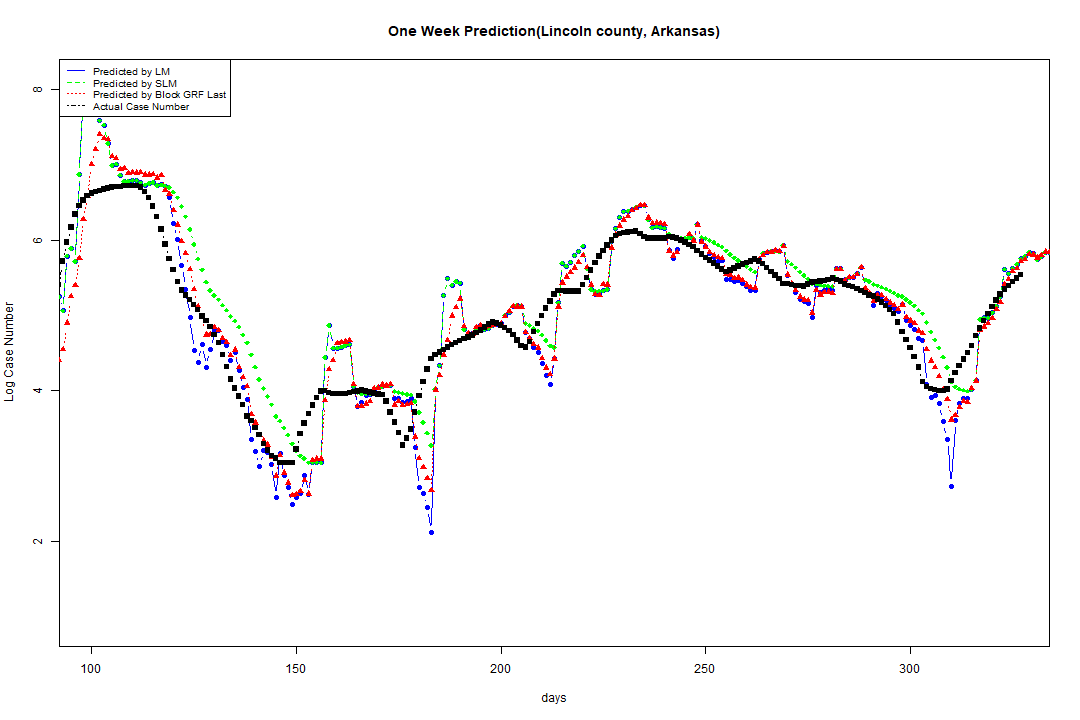 One Week Prediction(Lincoln county, Arkansas)
Predicted by LM
Predicted by SLM
Predicted by Block GRF Last
Actual Case Number
8
6
4
2
Log Case Number
100 150 200 250 300
days